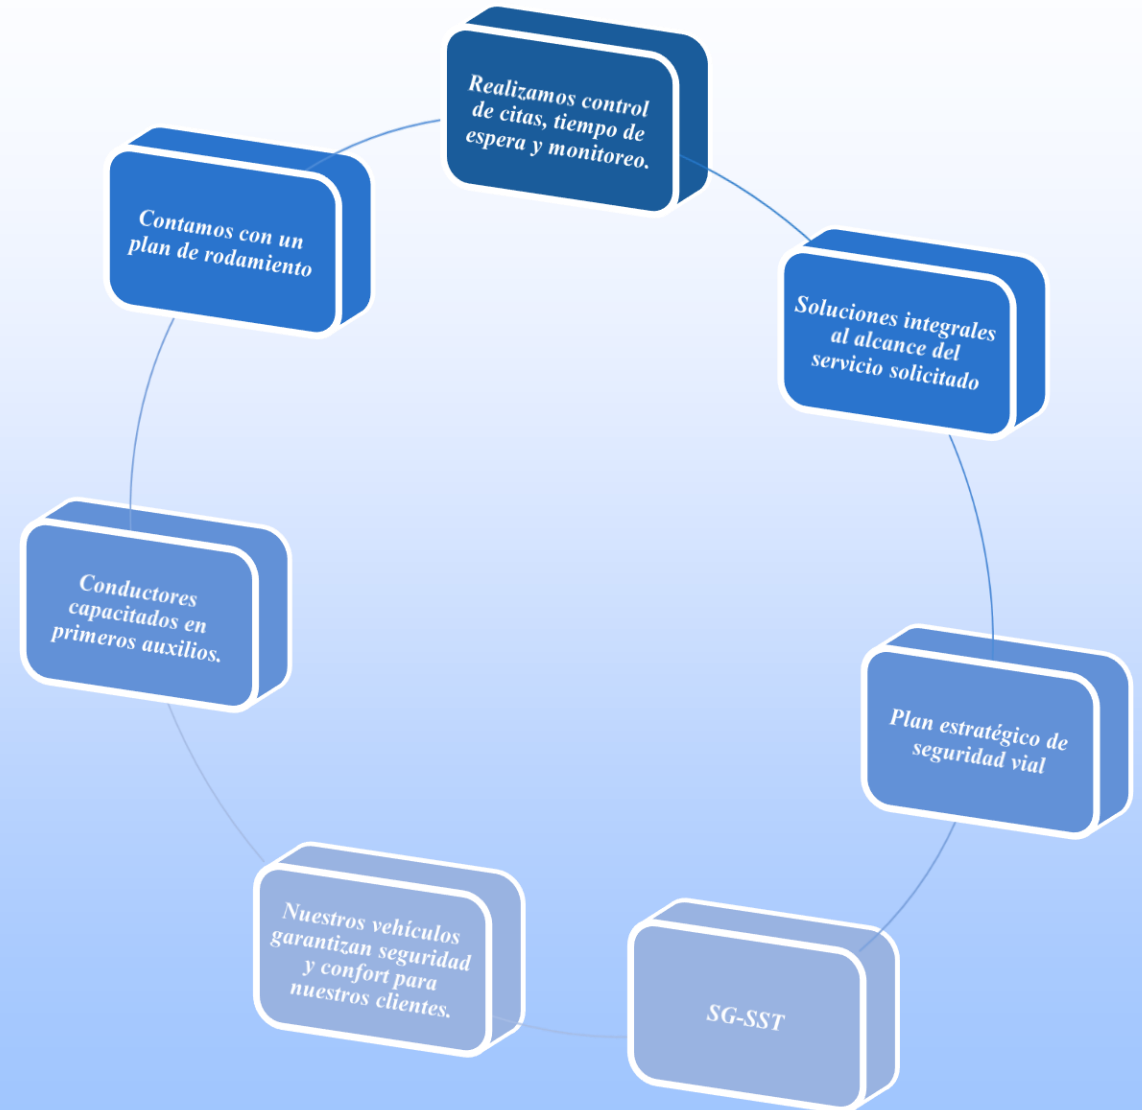 Realizamos control
de citas, tiempo de
espera y monitoreo.
Soluciones integrales
al alcance del
servicio solicitado
Plan estratégico de
seguridad vial
SG-SST
Nuestros vehículos
garantizan seguridad
y confort para
nuestros clientes.
Conductores
capacitados en
primeros auxilios.
Contamos con un
plan de rodamiento